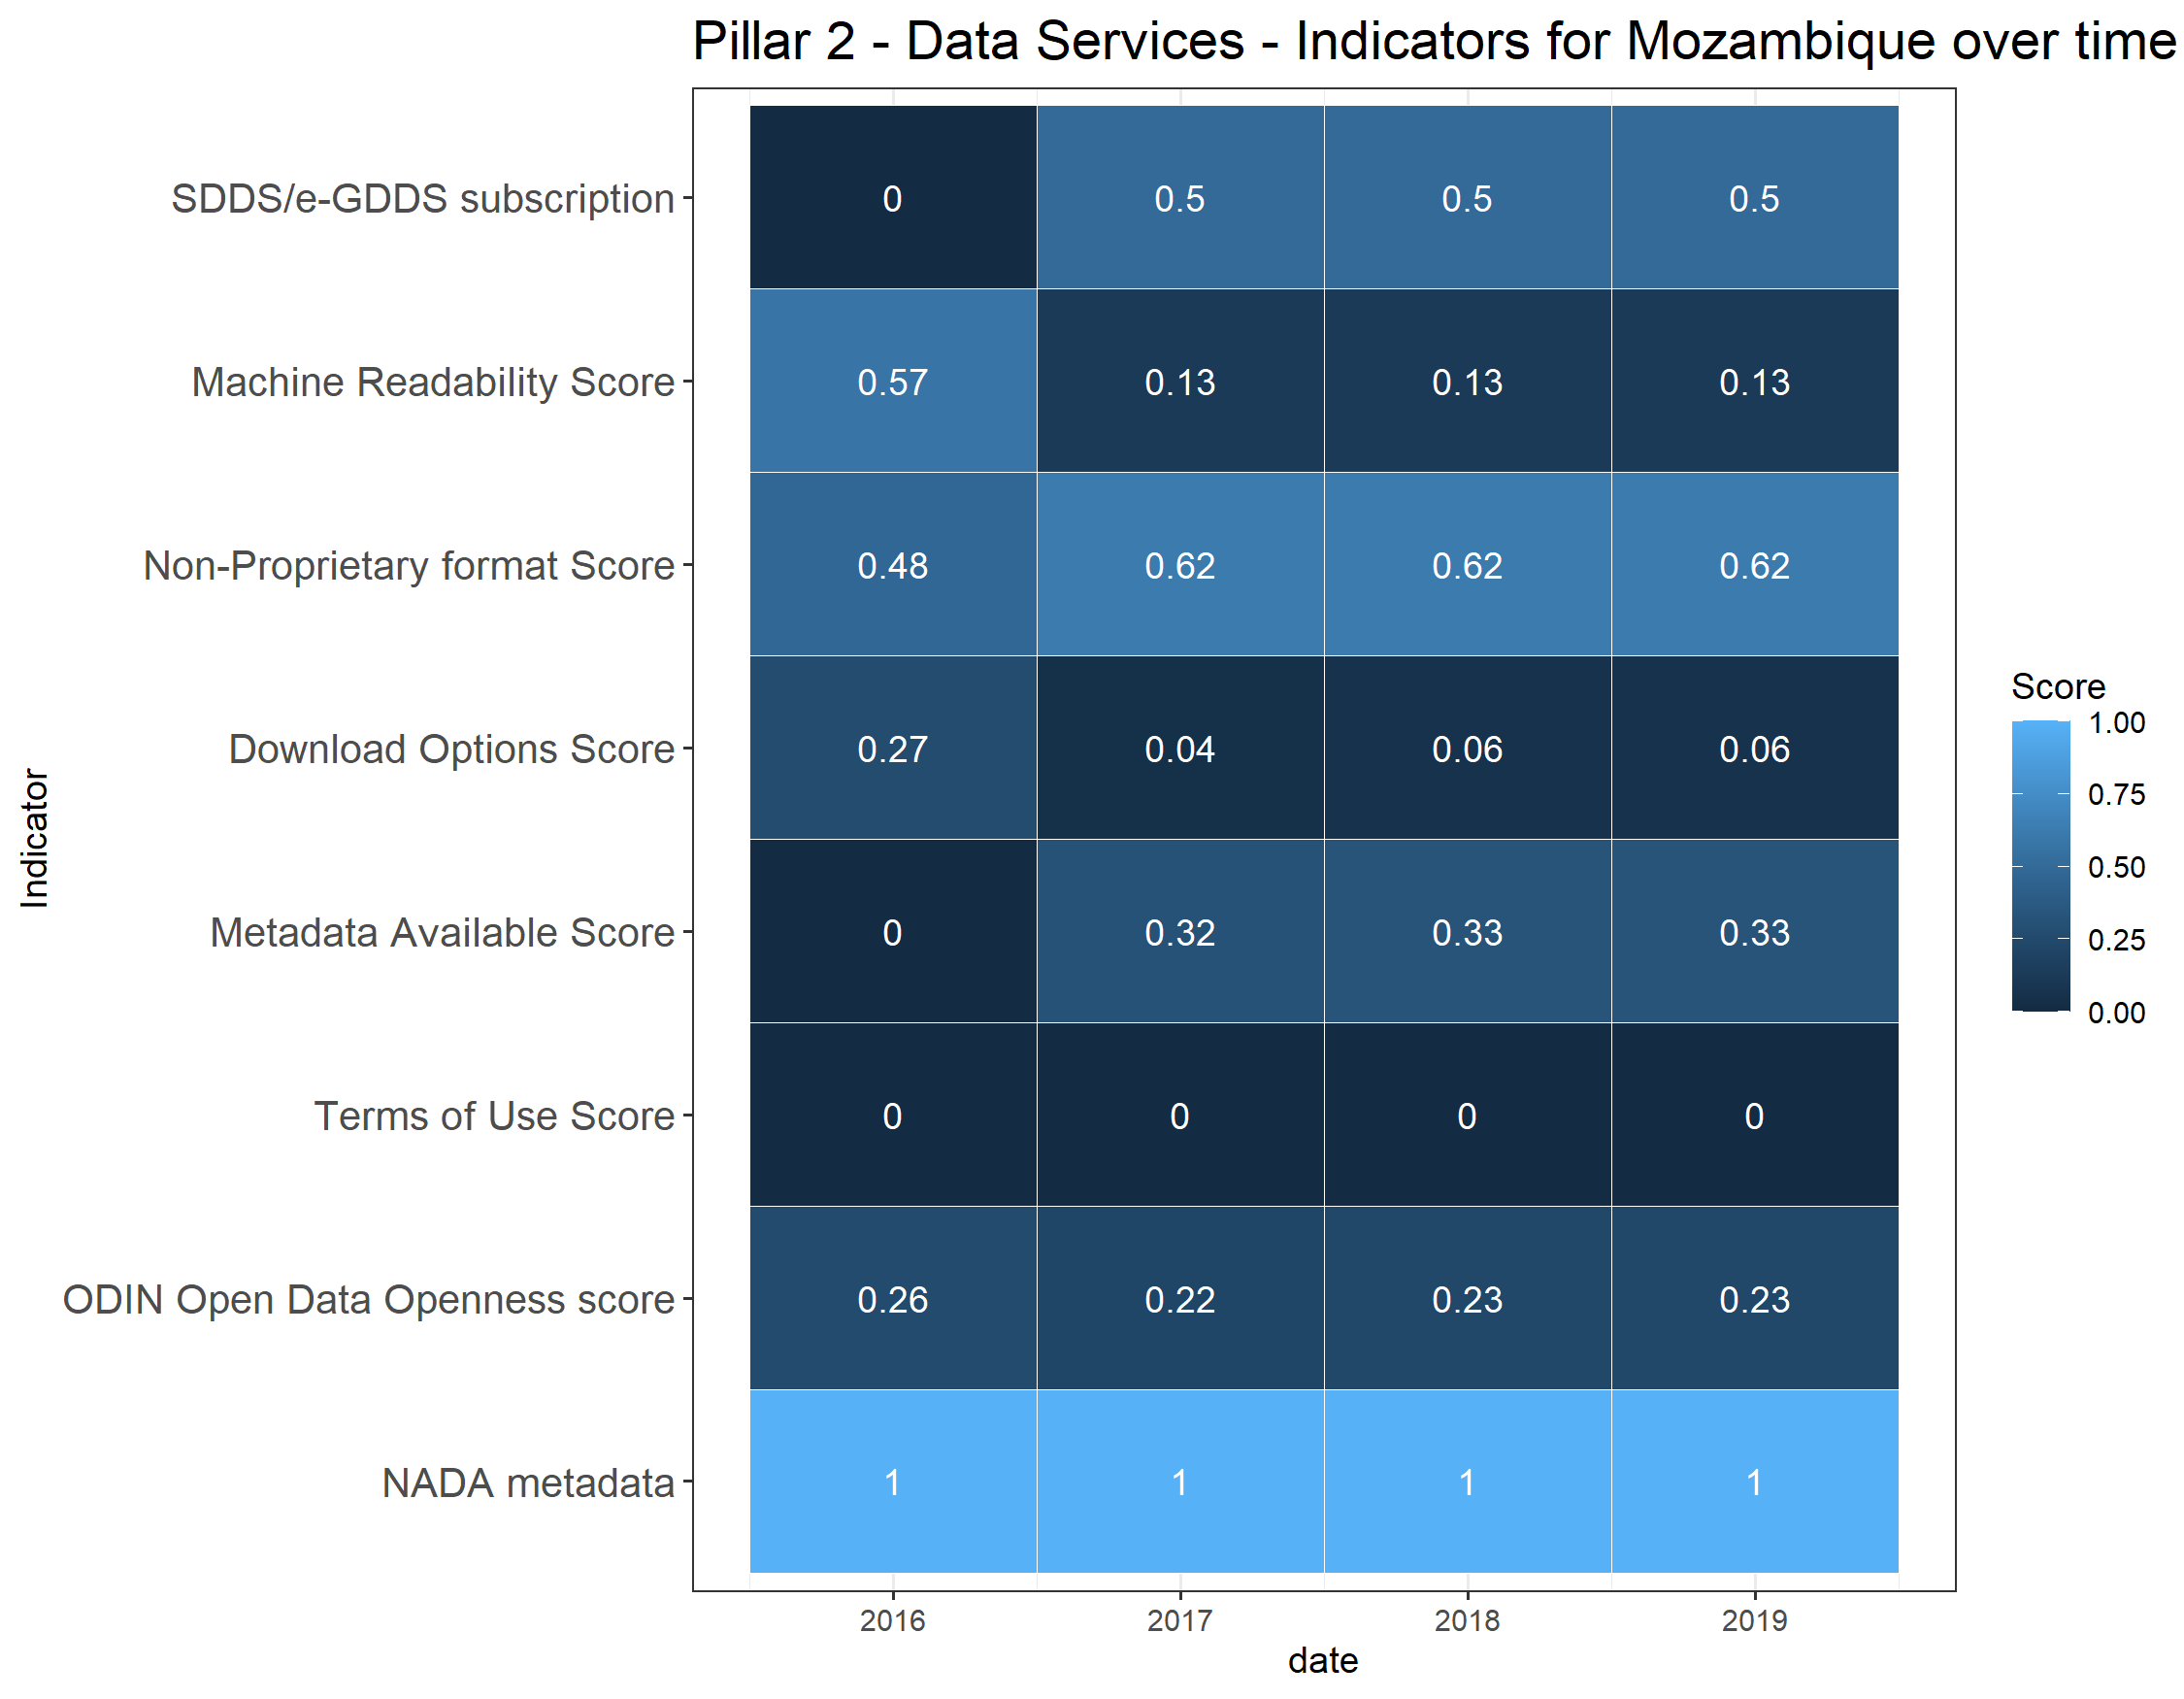 Pillar 2 - Data Services - Indicators for Mozambique over time
Indicator
SDDS/e-GDDS subscription 0 0.5 0.5 0.5
Machine Readability Score 0.57 0.13 0.13 0.13
Non-Proprietary format Score 0.48 0.62 0.62 0.62
Download Options Score 0.27 0.04 0.06 0.06
Metadata Available Score 0 0.32 0.33 0.33
Terms of Use Score 0 0 0 0
ODIN Open Data Openness score 0.26 0.22 0.23 0.23
NADA metadata 1 1 1 1
2016 2017 2018 2019
date
Score
1.00
0.75
0.50
0.25
0.00